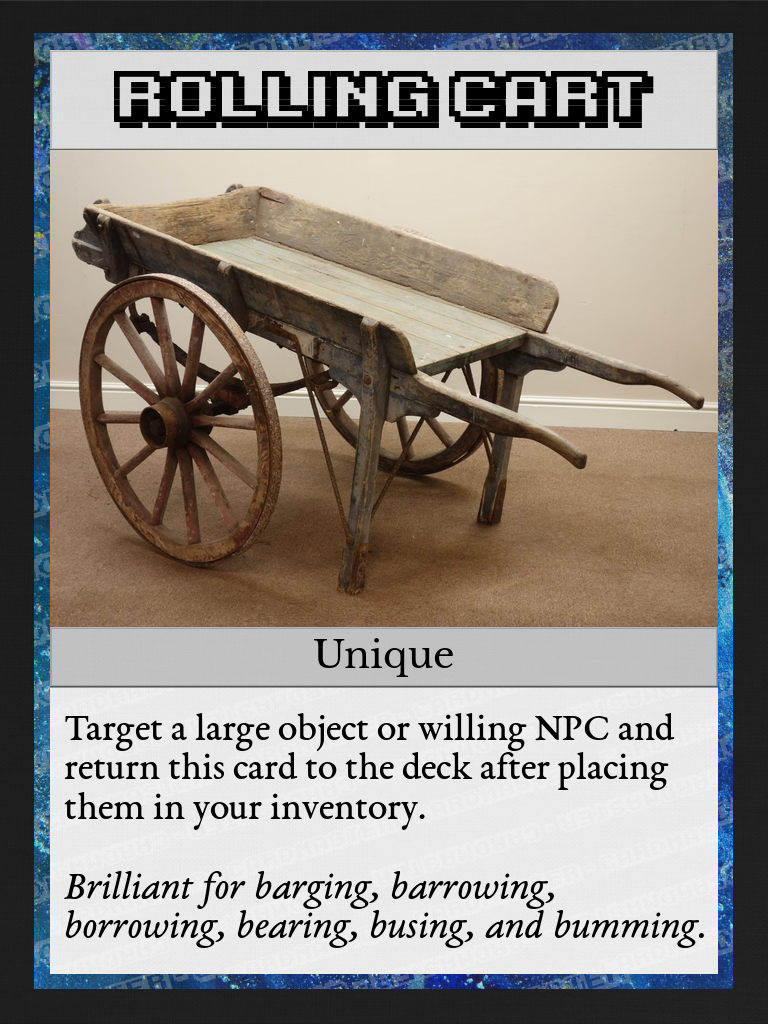 ROLLING CART
Unique
Target a large object or willing NPC and
return this card to the deck after placing
them in your inventory.
Brilliant for barging, barrowing,
borrowing, bearing, busing, and bumming.